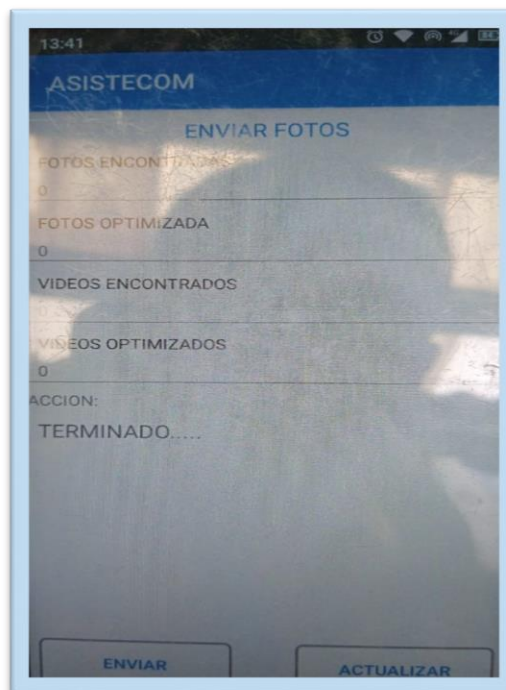 13:41
ASISTECOM
ENVIAR FOTOS
FOTOS ENCONTRADAS
0
FOTOS OPTIMIZADA
0
VIDEOS ENCONTRADOS
0
VIDEOS OPTIMIZADOS
0
ACCION:
TERMINADO.....
ENVIAR
ACTUALIZAR